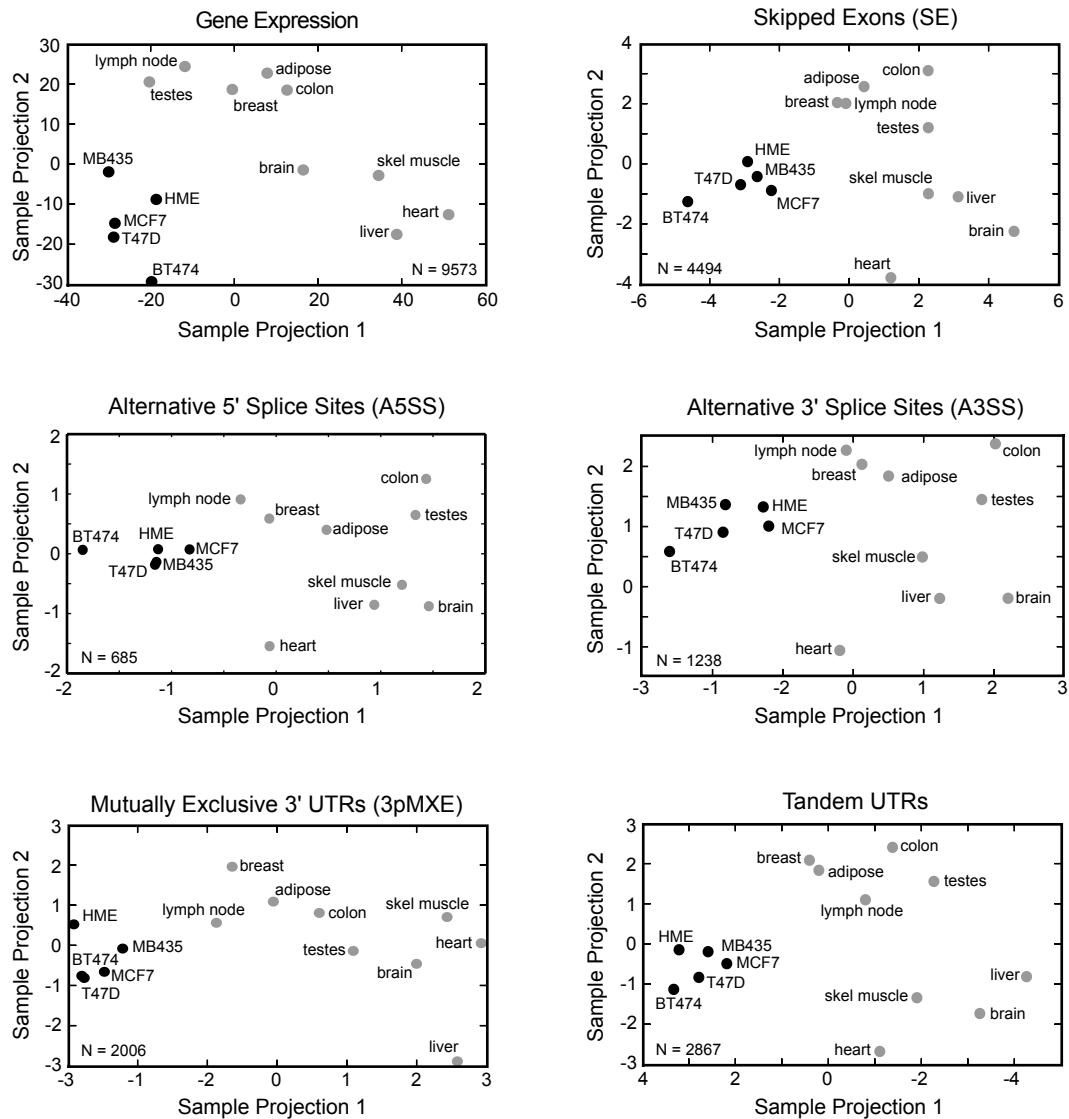 Gene Expression
Sample Projection 2
30
20
10
0
-10
-20
-30
lymph node
testes
adipose
colon
breast
MB435
brain
skel muscle
HME
MCF7
T47D
heart
liver
BT474
N = 9573
-40
-20
0
20
40
60
Sample Projection 1
Skipped Exons (SE)
Sample Projection 2
4
2
0
-2
-4
colon
adipose
breast
lymph node
testes
HME
MB435
T47D
MCF7
skel muscle
liver
BT474
brain
heart
N = 4494
-6
-4
-2
0
2
4
6
Sample Projection 1
Alternative 5' Splice Sites (A5SS)
Sample Projection 2
2
1
0
-1
-2
colon
lymph node
breast
testes
adipose
BT474
HME
MCF7
T47D
MB435
skel muscle
liver
brain
heart
N = 685
-2
-1
0
1
2
Sample Projection 1
Alternative 3' Splice Sites (A3SS)
Sample Projection 2
2
1
0
-1
lymph node
colon
breast
adipose
MB435
HME
testes
T47D
MCF7
BT474
skel muscle
liver
brain
heart
N = 1238
-3
-1
-1
0
1
2
3
Sample Projection 1
Mutually Exclusive 3' UTRs (3pMXE)
Sample Projection 2
3
2
1
0
-1
-2
-3
breast
adipose
lymph node
colon
skel muscle
HME
MB435
testes
heart
BT474
MCF7
T47D
brain
liver
N = 2006
-3
-2
-1
0
1
2
3
Sample Projection 1
Tandem UTRs
Sample Projection 2
3
2
1
0
-1
-2
-3
colon
breast
adipose
testes
lymph node
HME
MB435
MCF7
T47D
BT474
liver
skel muscle
brain
heart
N = 2867
4
2
0
-2
-4
Sample Projection 1